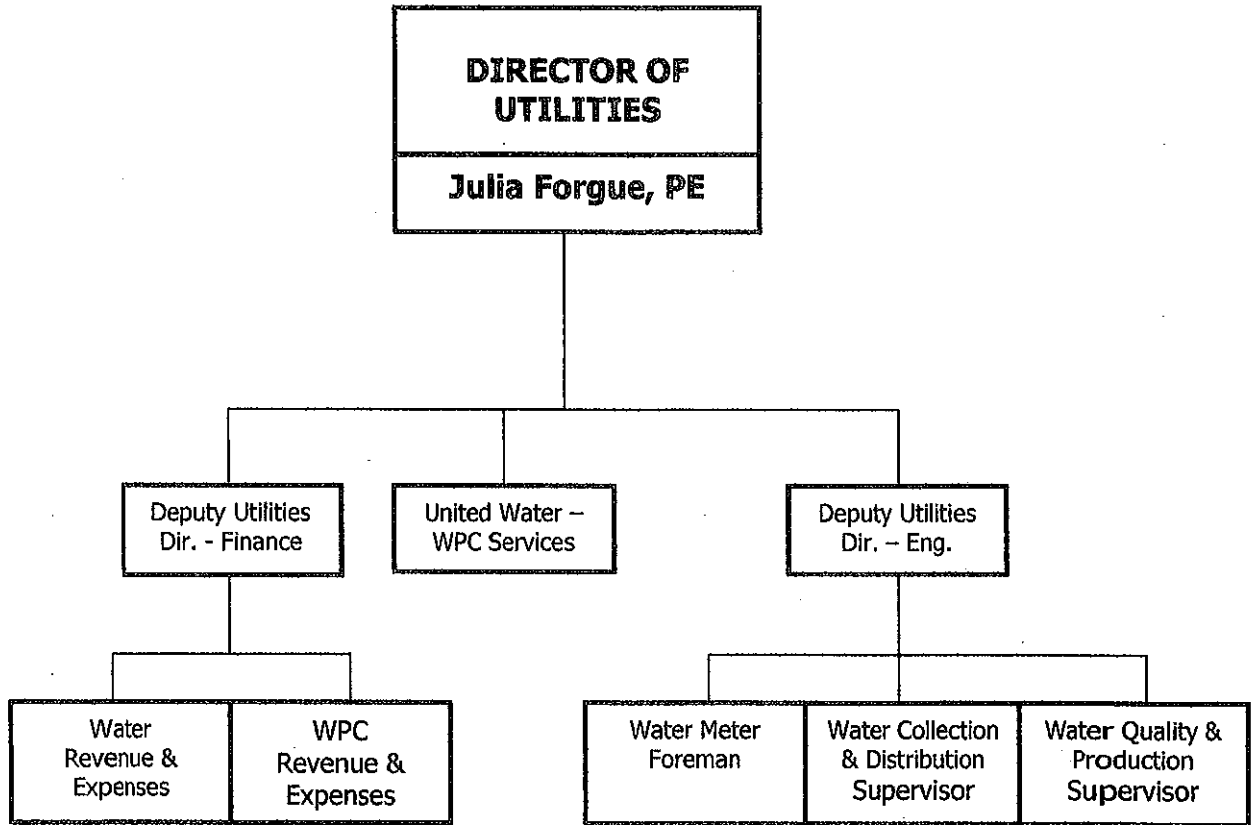 DIRECTOR OF
UTILITIES
Julia Forgue, PE
Deputy Utilities
Dir. - Finance
United Water –
WPC Services
Deputy Utilities
Dir. – Eng.
Water
Revenue &
Expenses
WPC
Revenue &
Expenses
Water Meter
Foreman
Water Collection
& Distribution
Supervisor
Water Quality &
Production
Supervisor